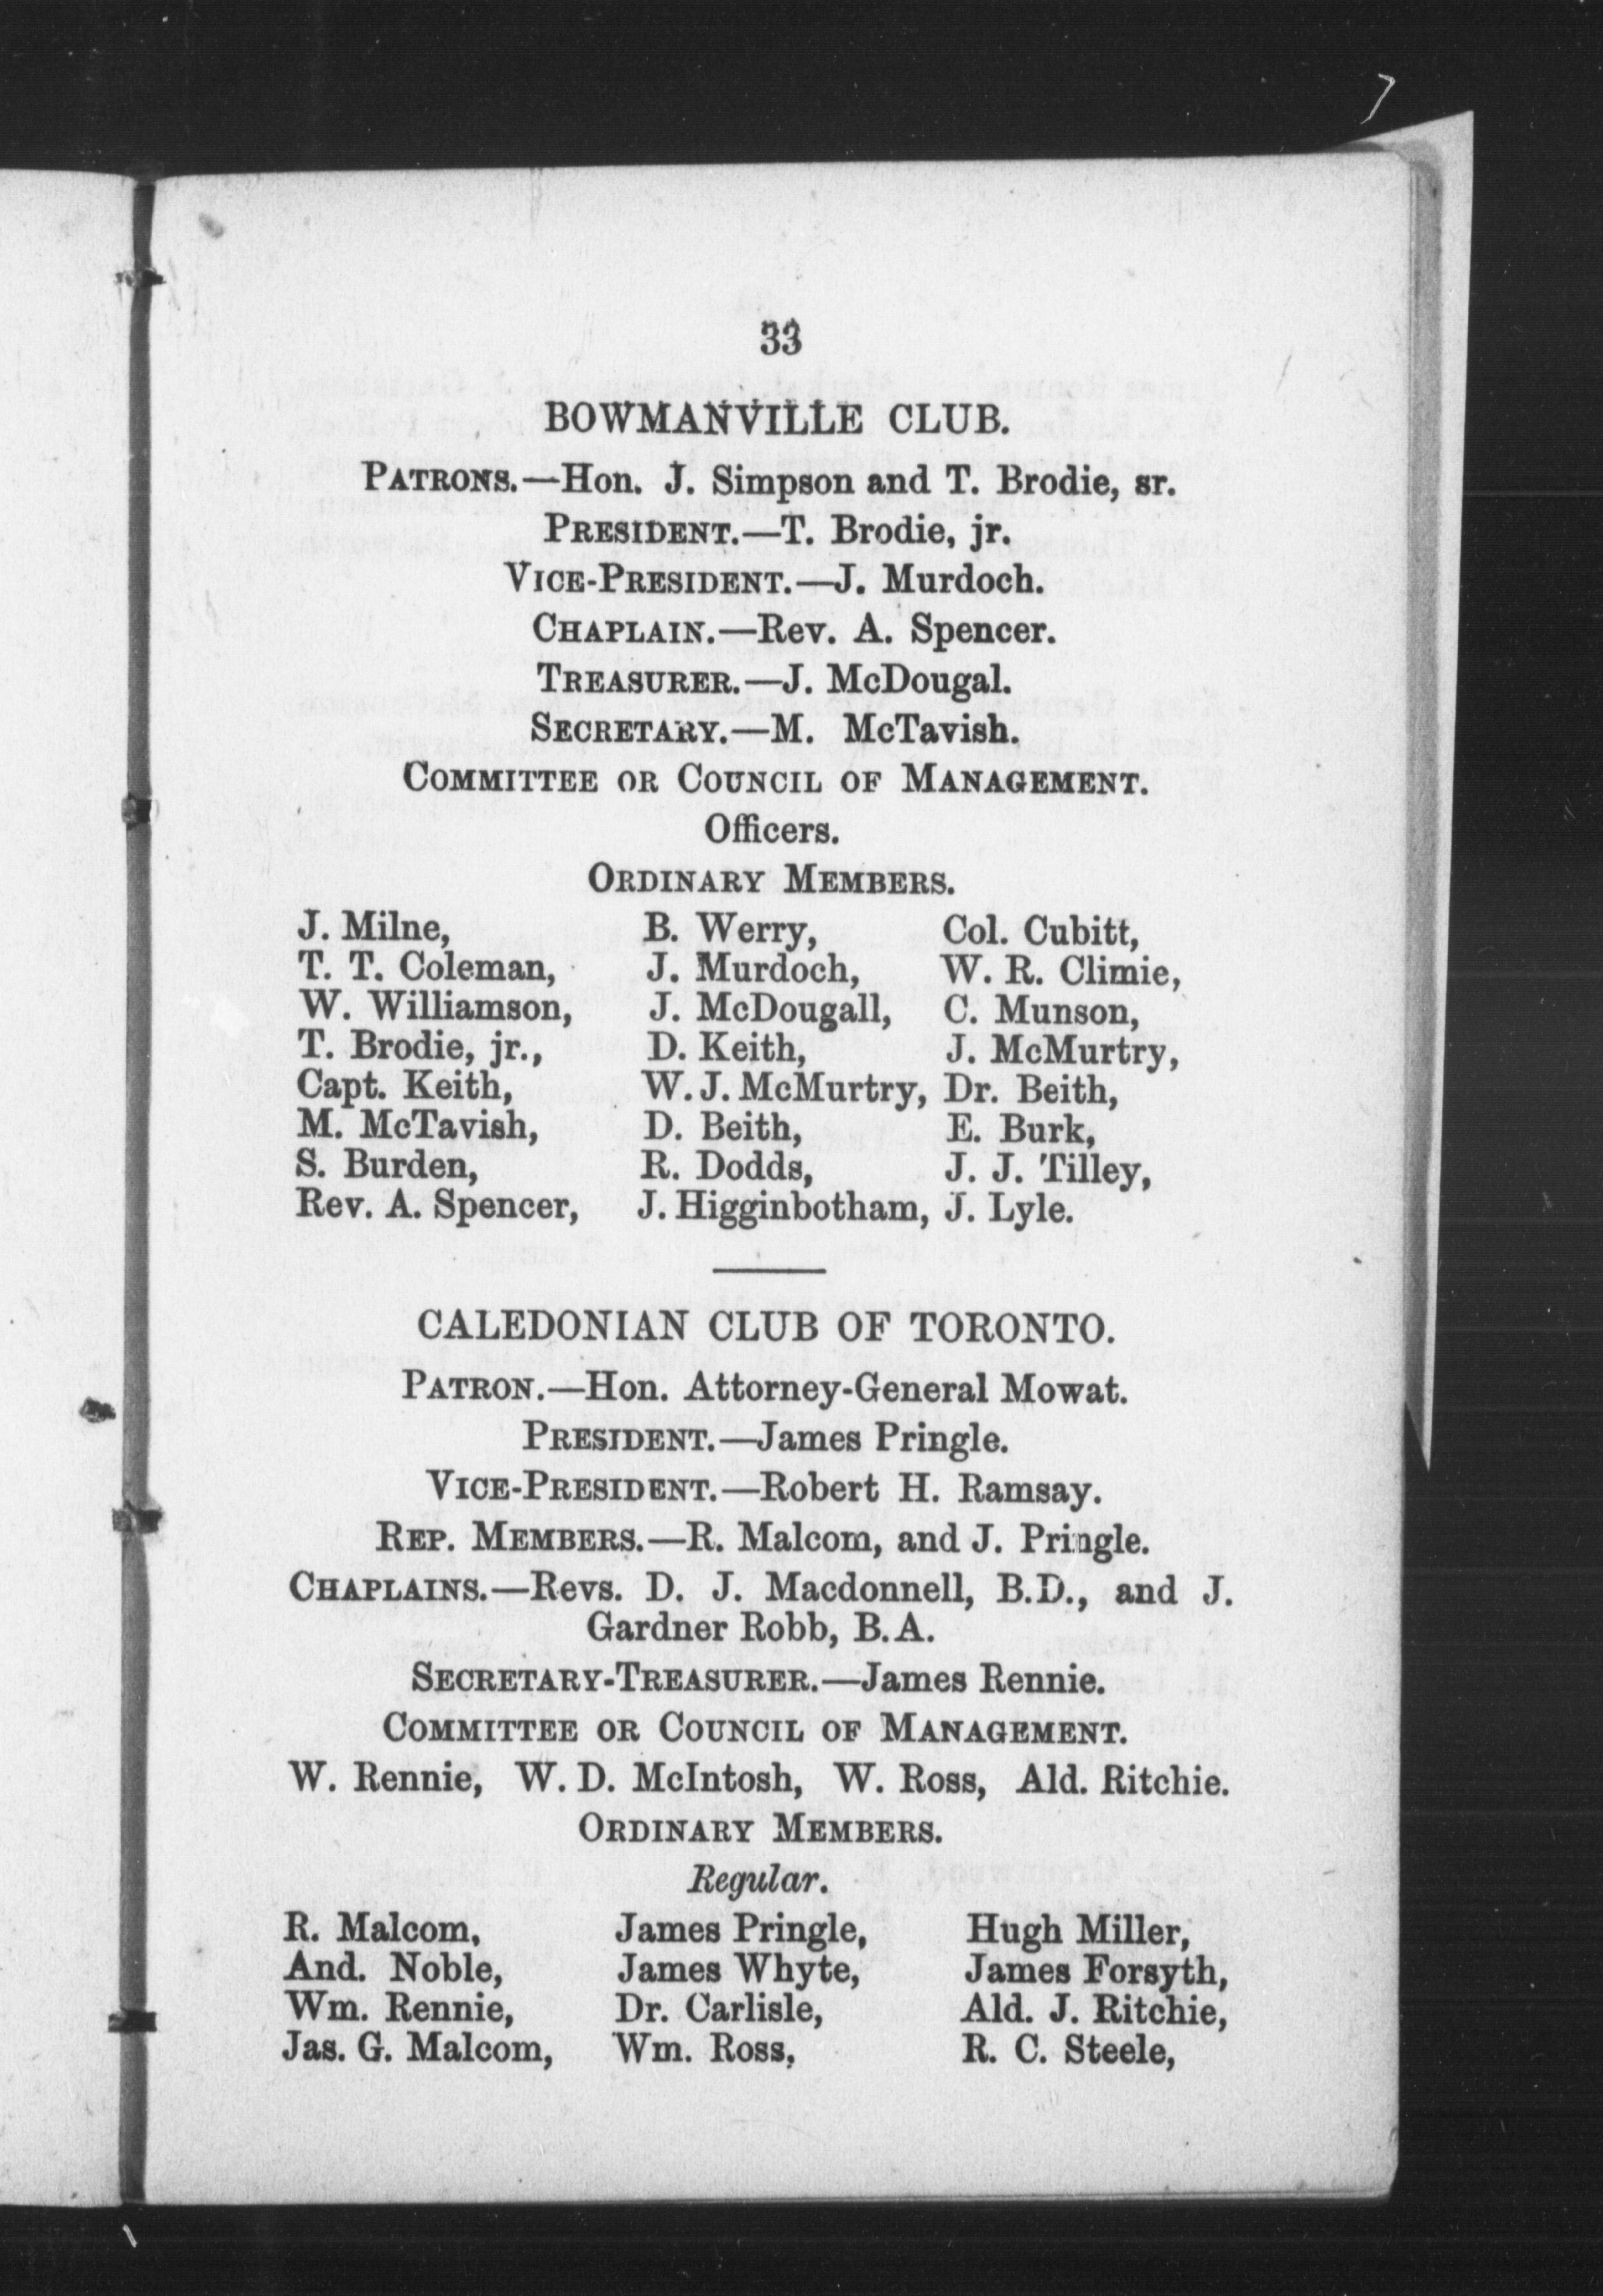 33
BOWMANVILLE CLUB.
PATRONS.—Hon. J. Simpson and T. Brodie, sr.
PRESIDENT.—T. Brodie, jr.
VICE-PRESIDENT.—J. Murdoch.
CHAPLAIN.—Rev. A. Spencer.
TREASURER.—J. McDougal.
SECRETARY.—M. McTavish.
COMMITTEE OR COUNCIL OF MANAGEMENT.
Officers.
ORDINARY MEMBERS.
J. Milne, B. Werry, Col. Cubitt,
T. T. Coleman, J. Murdoch, W. R. Climie,
W. Williamson, J. McDougall, C. Munson,
T. Brodie, jr., D. Keith, J. McMurtry,
Capt. Keith, W. J. McMurtry, Dr. Beith,
M. McTavish, D. Beith, E. Burk,
S. Burden, R. Dodds, J. J. Tilley,
Rev. A. Spencer, J. Higginbotham, J. Lyle.
CALEDONIAN CLUB OF TORONTO.
PATRON.—Hon. Attorney-General Mowat.
PRESIDENT.—James Pringle.
VICE-PRESIDENT.—Robert H. Ramsay.
REP. MEMBERS.—R. Malcom, and J. Pringle.
CHAPLAINS.—Revs. D. J. Macdonnell, B.D., and J.
Gardner Robb, B.A.
SECRETARY-TREASURER.—James Rennie.
COMMITTEE OR COUNCIL OF MANAGEMENT.
W. Rennie, W. D. McIntosh, W. Ross, Ald. Ritchie.
ORDINARY MEMBERS.
Regular.
R. Malcom, James Pringle, Hugh Miller,
And. Noble, James Whyte, James Forsyth,
Wm. Rennie, Dr. Carlisle, Ald. J. Ritchie,
Jas. G. Malcom, Wm. Ross, R. C. Steele,